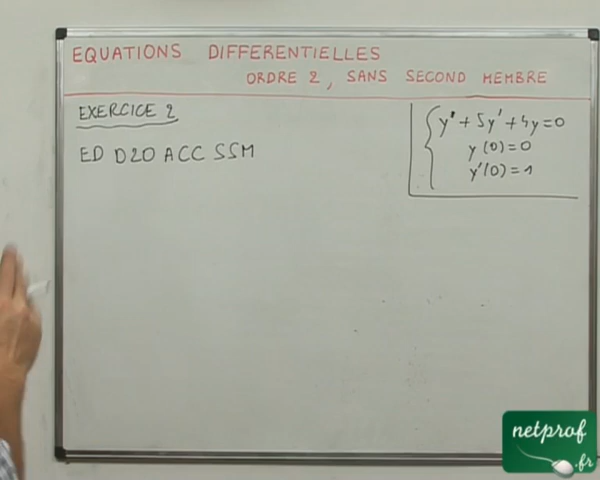 EQUATIONS DIFFERENTIELLES
ORDRE 2, SANS SECOND MEMBRE
EXERCICE 2
y" + 5y' + 4y = 0
y(0) = 0
y'(0) = 1
ED D2O ACC SSM
netprof
.fr